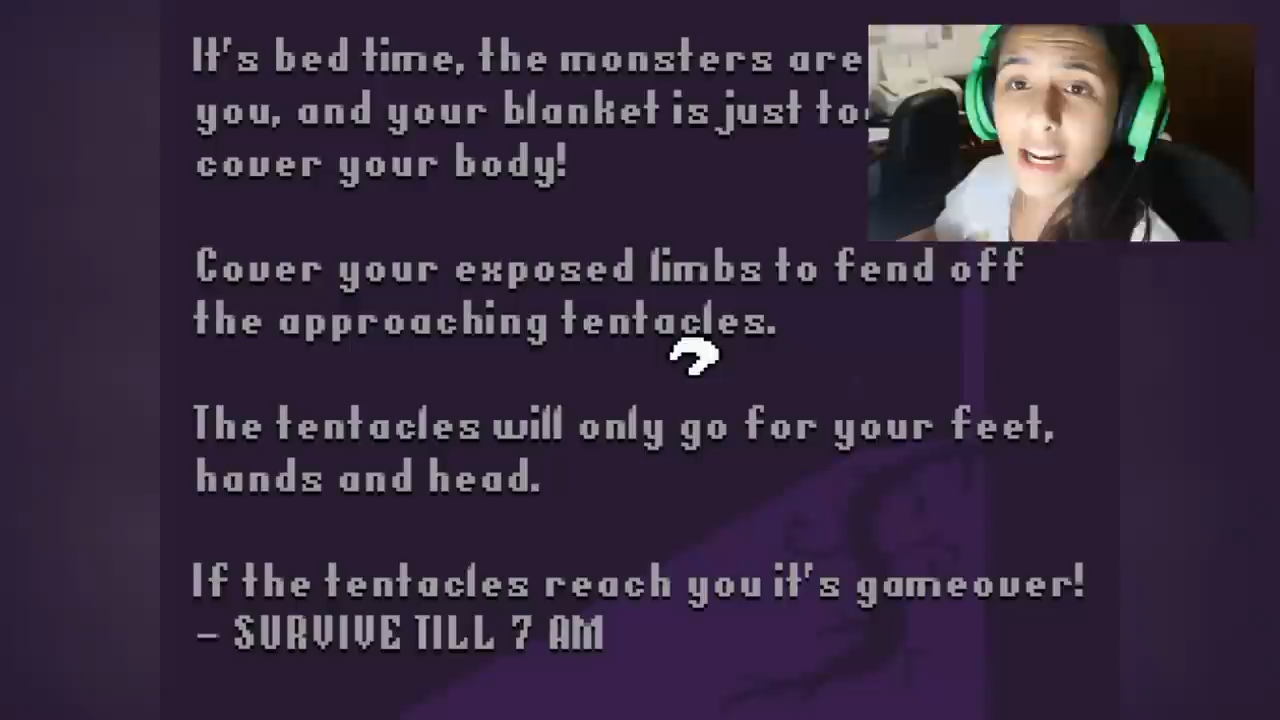 It's bed time, the monsters are
you, and your blanket is just
cover your body!
Cover your exposed limbs to fend off
the approaching tentacles.
The tentacles will only go for your feet,
hands and head.
If the tentacles reach you it's gameover!
- SURVIVE TILL 7 AM